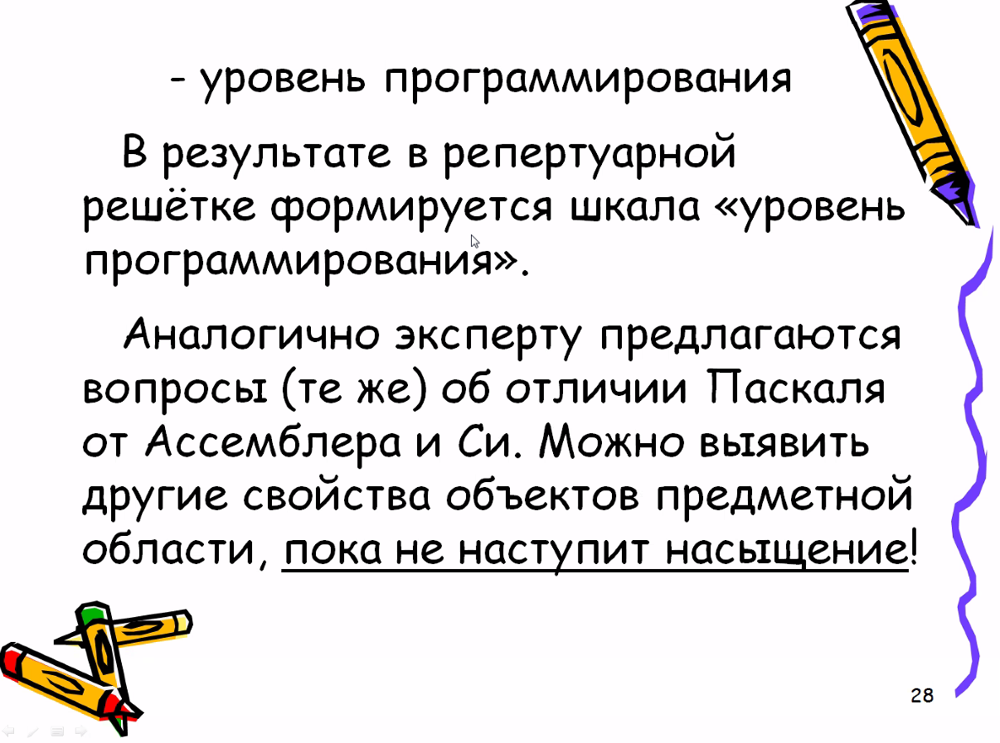 - уровень программирования
В результате в репертуарной
решётке формируется шкала «уровень
программирования».
Аналогично эксперту предлагаются
вопросы (те же) об отличии Паскаля
от Ассемблера и Си. Можно выявить
другие свойства объектов предметной
области, пока не наступит насыщение!
28